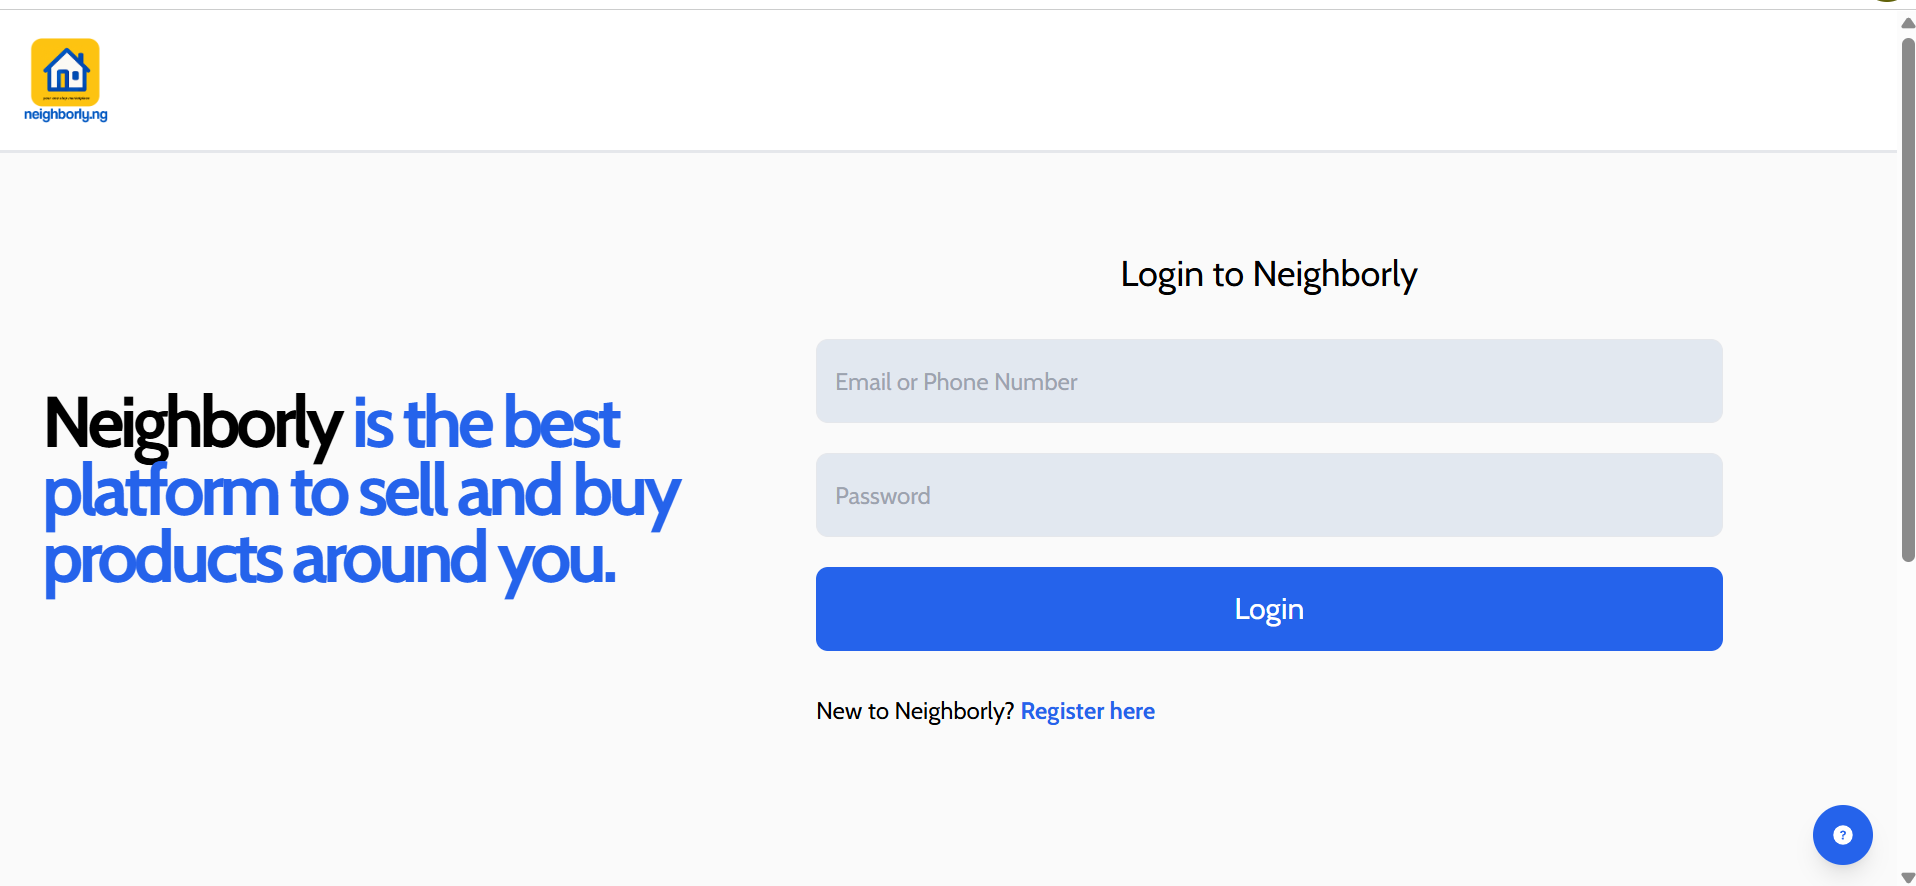 neighborly.ng
Login to Neighborly
Email or Phone Number
Password
Login
New to Neighborly? Register here
Neighborly is the best
platform to sell and buy
products around you.
?